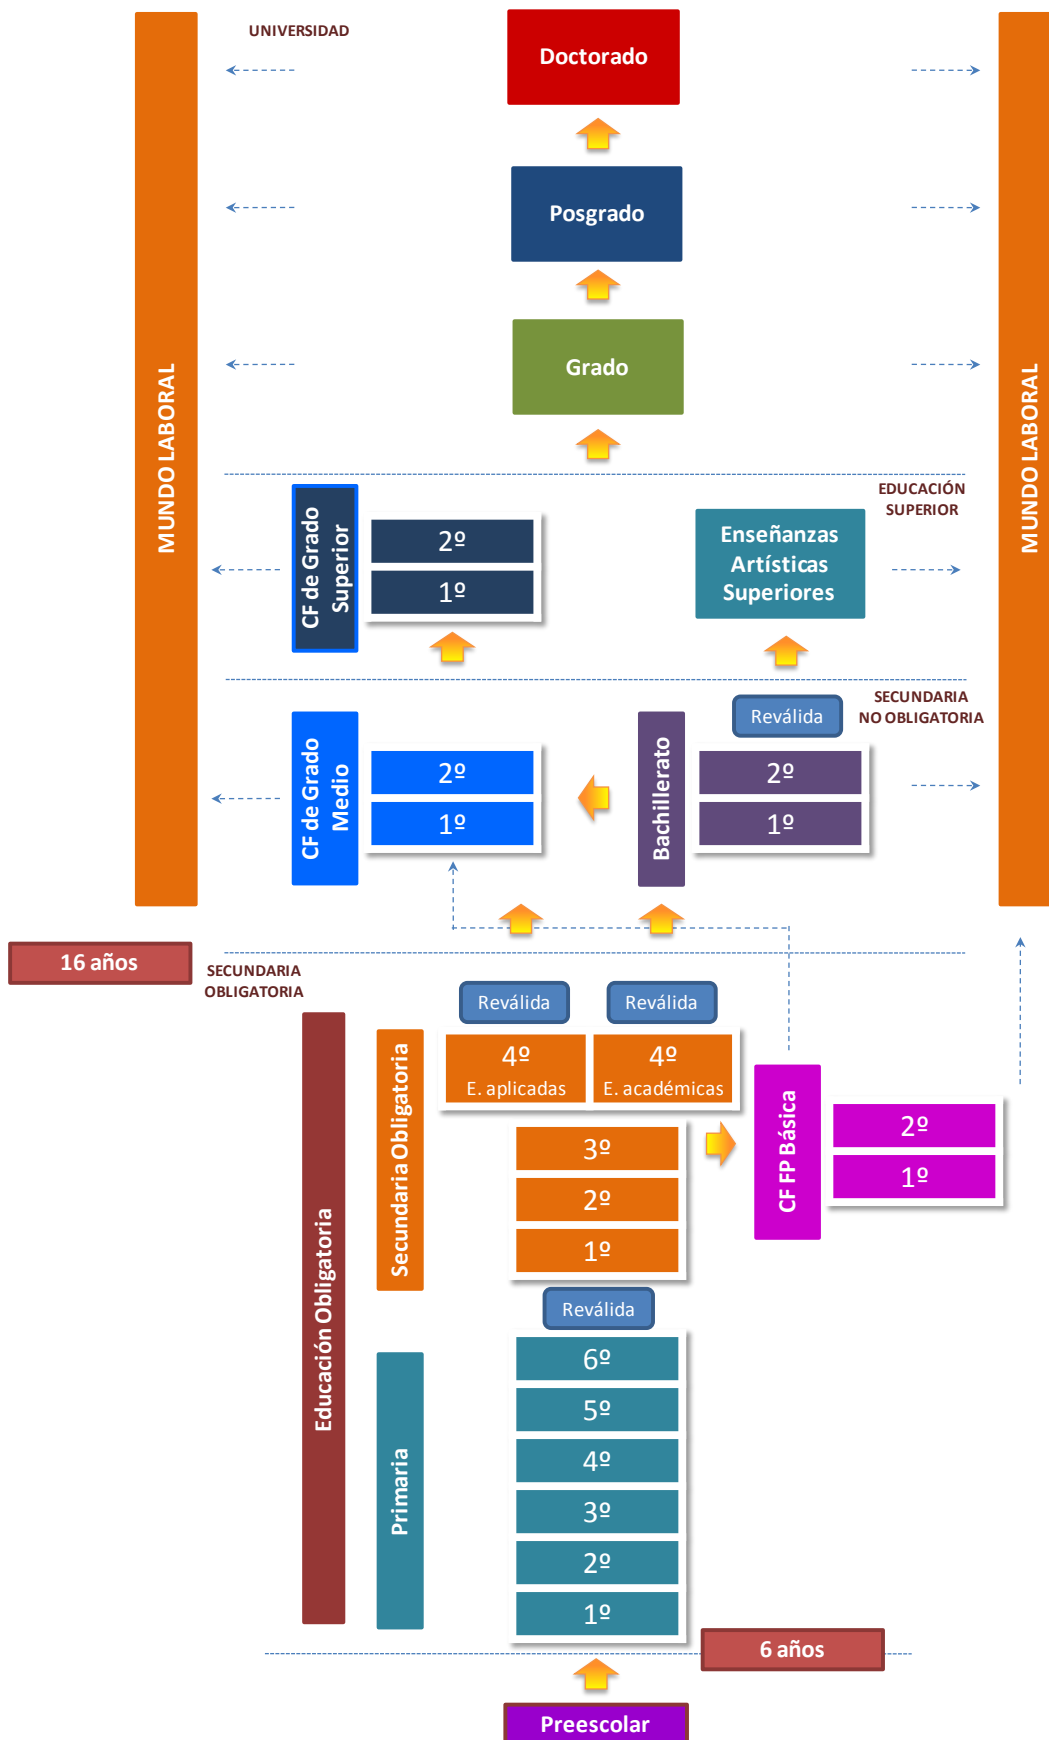 UNIVERSIDAD
Doctorado
Posgrado
Grado
MUNDO LABORAL
MUNDO LABORAL
EDUCACIÓN
SUPERIOR
CF de Grado
Superior
2º
1º
Enseñanzas
Artísticas
Superiores
SECUNDARIA
NO OBLIGATORIA
Reválida
CF de Grado
Medio
2º
1º
Bachillerato
2º
1º
16 años
SECUNDARIA
OBLIGATORIA
Reválida
Reválida
4º
E. aplicadas
4º
E. académicas
Secundaria Obligatoria
3º
2º
1º
CF FP Básica
2º
1º
Educación Obligatoria
Reválida
Primaria
6º
5º
4º
3º
2º
1º
6 años
Preescolar